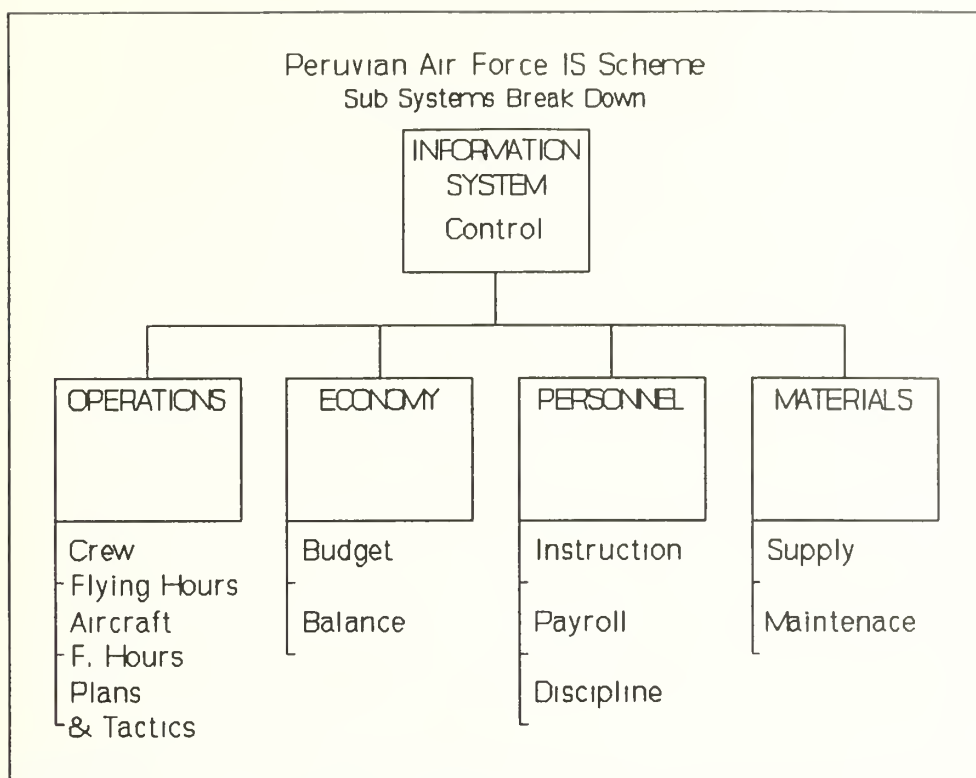 Peruvian Air Force IS Scheme
Sub Systems Break Down
INFORMATION
SYSTEM
Control
OPERATIONS
Crew
Flying Hours
Aircraft
F. Hours
Plans
& Tactics
ECONOMY
Budget
Balance
PERSONNEL
Instruction
Payroll
Discipline
MATERIALS
Supply
Maintenace